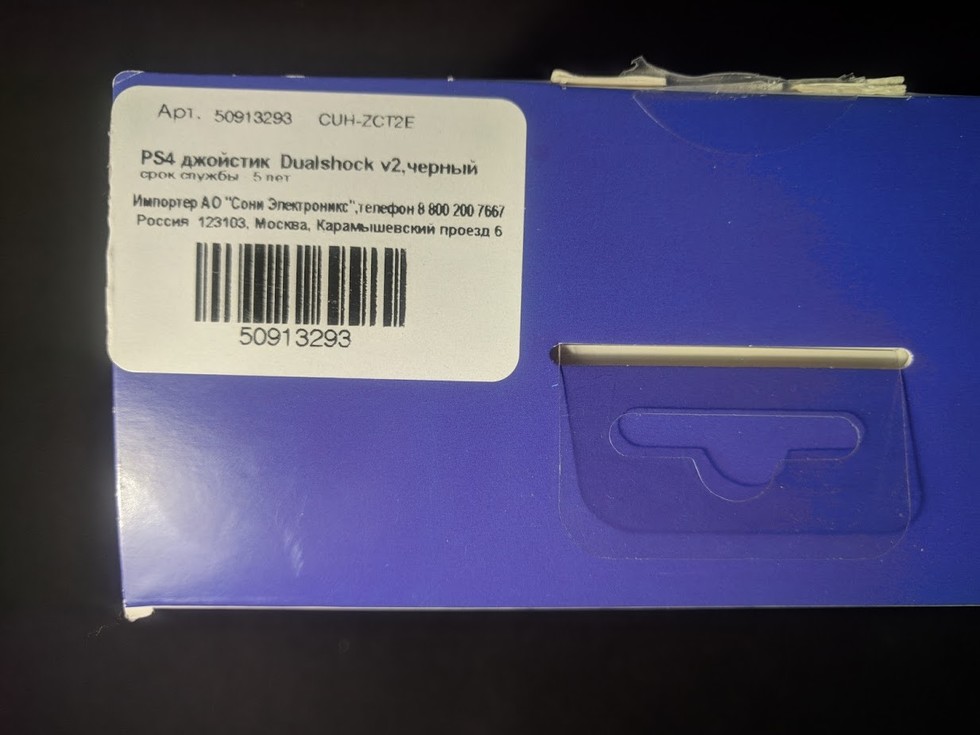 Арт. 50913293 CUH-ZCT2E
PS4 джойстик Dualshock v2,черный
срок службы 5 лет
Импортер АО "Сони Электроникс",телефон 8 800 200 7667
Россия 123103, Москва, Карамышевский проезд 6
50913293